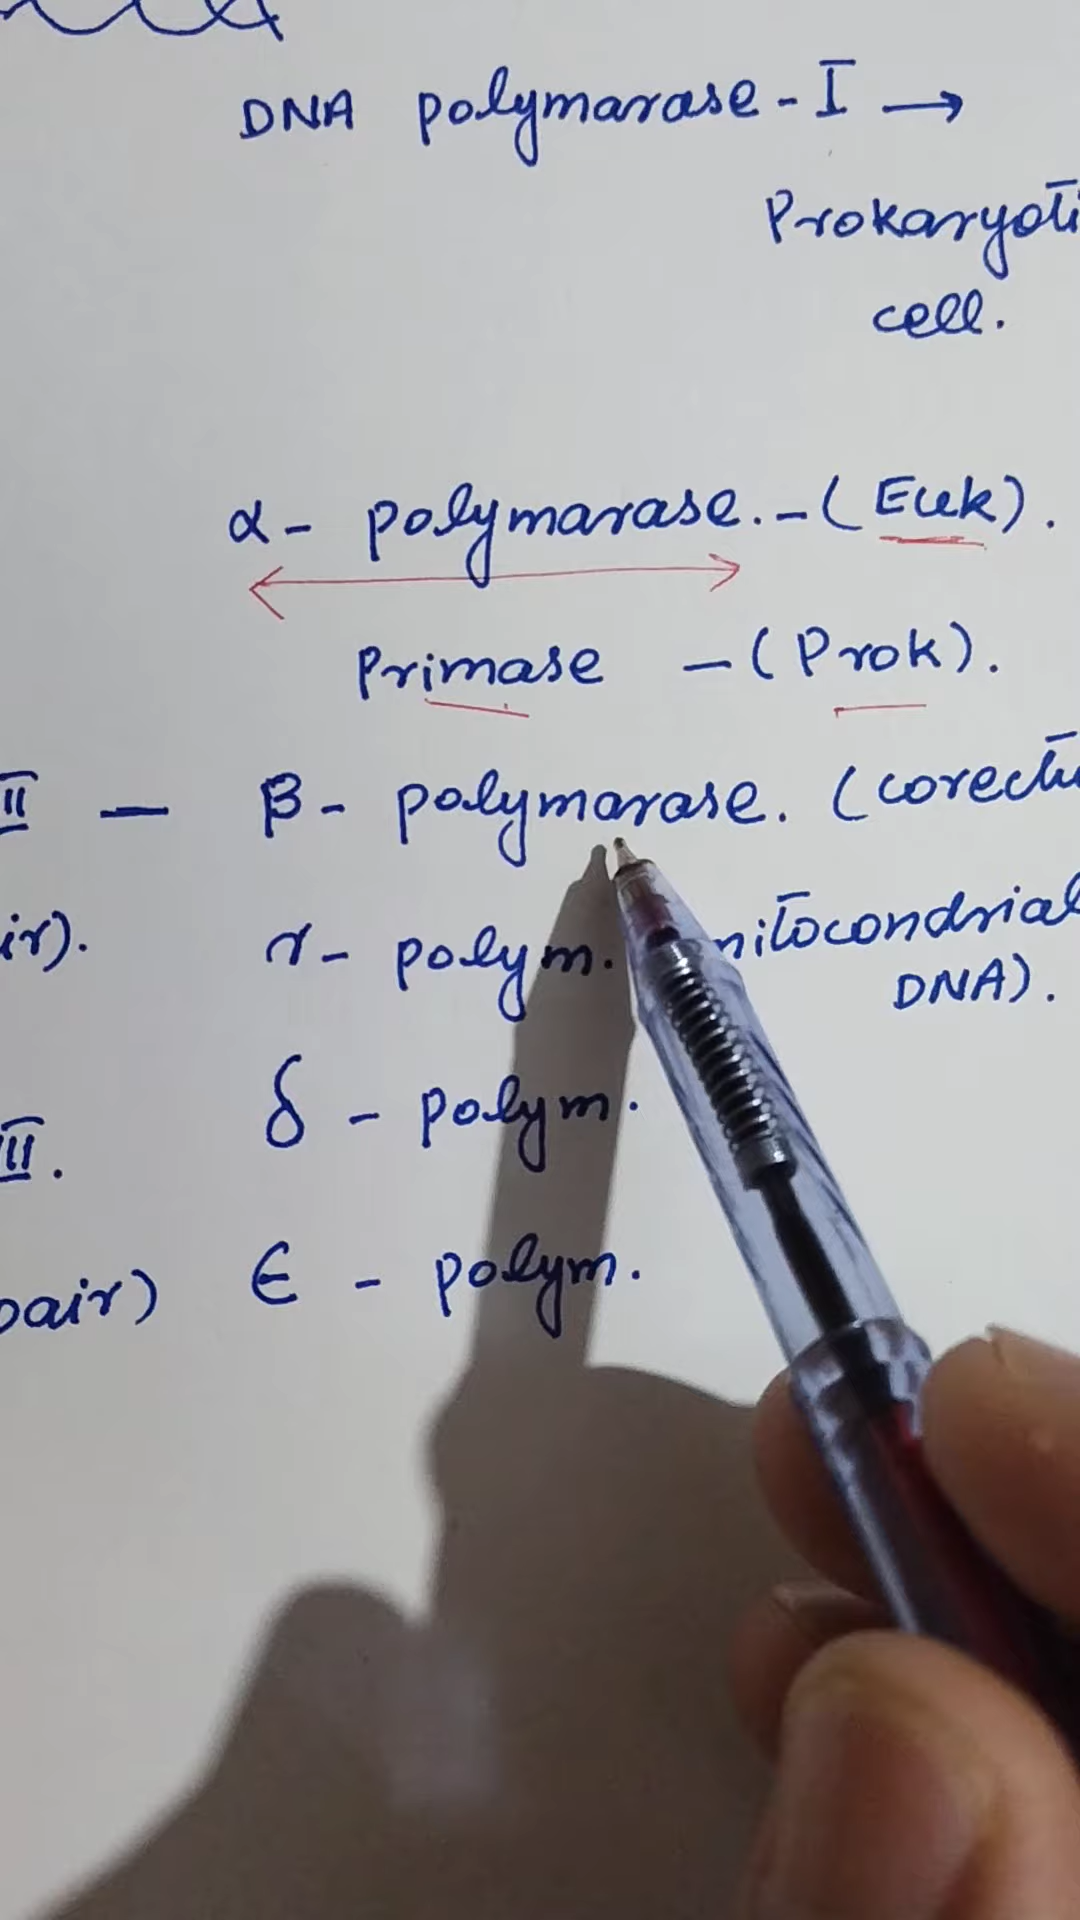 DNA polymarase - I →
Prokaryoti
cell.
α - polymarase. - (Euk).
Primase - (Prok).
II — β - polymarase. (corecti
ir). γ - polym. mitocondrial
DNA).
δ - polym.
II.
pair) ε - polym.